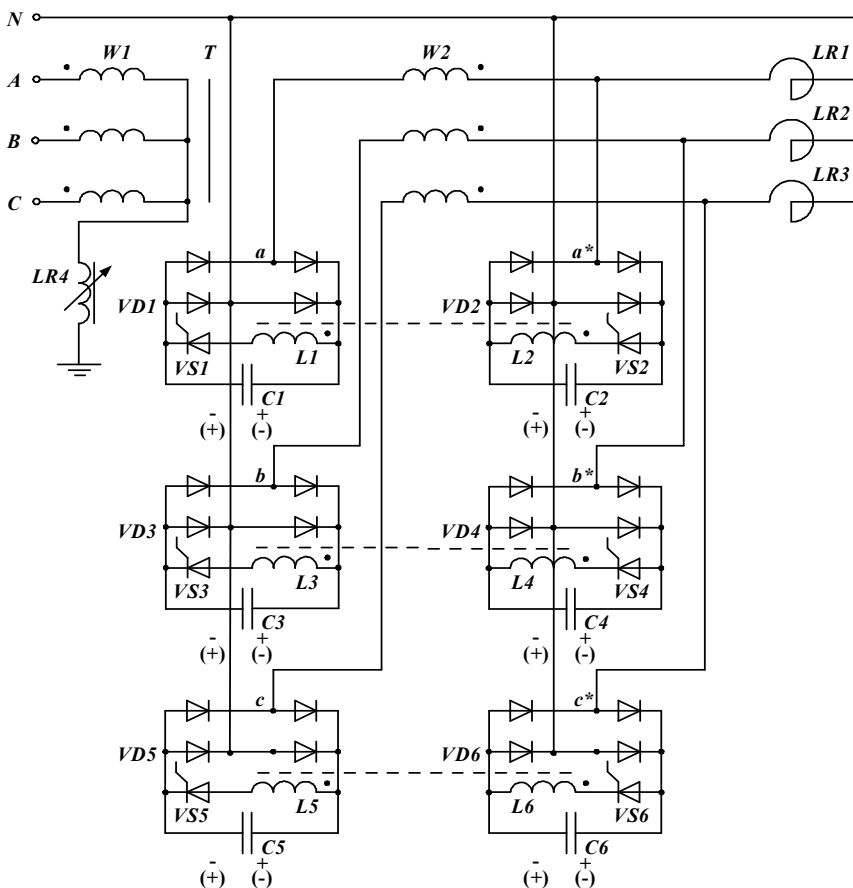 N
W1 T W2 LR1
A
LR2
B
LR3
C
a a*
LR4
VD1 VD2
VS1 L1 L2 VS2
C1 C2
- + - +
(+) (-) (+) (-)
b b*
VD3 VD4
VS3 L3 L4 VS4
C3 C4
- + - +
(+) (-) (+) (-)
c c*
VD5 VD6
VS5 L5 L6 VS6
C5 C6
- + - +
(+) (-) (+) (-)